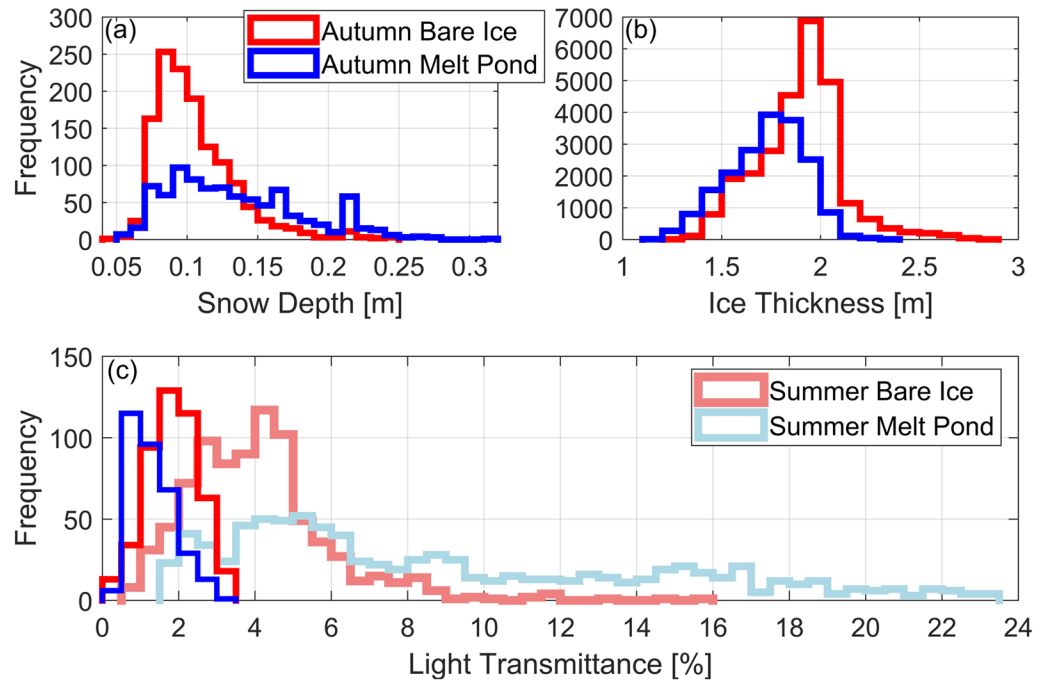 (a)
300
250
200
150
100
50
0
Frequency
0.05 0.1 0.15 0.2 0.25 0.3
Snow Depth [m]
Autumn Bare Ice
Autumn Melt Pond
(b)
7000
6000
5000
4000
3000
2000
1000
0
1 1.5 2 2.5 3
Ice Thickness [m]
(c)
150
100
50
0
Frequency
Summer Bare Ice
Summer Melt Pond
0 2 4 6 8 10 12 14 16 18 20 22 24
Light Transmittance [%]